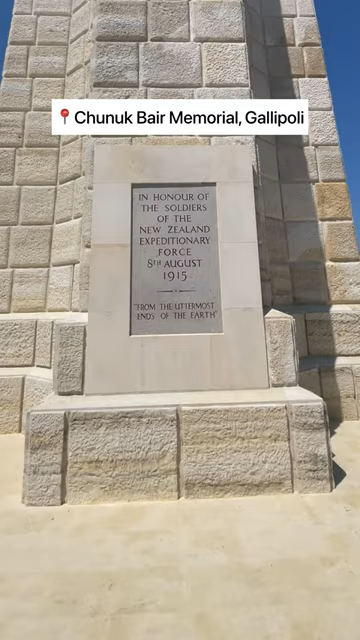 📍Chunuk Bair Memorial, Gallipoli
IN HONOUR OF
THE SOLDIERS
OF THE
NEW ZEALAND
EXPEDITIONARY
FORCE
8TH AUGUST
1915
"FROM THE UTTERMOST
ENDS OF THE EARTH"